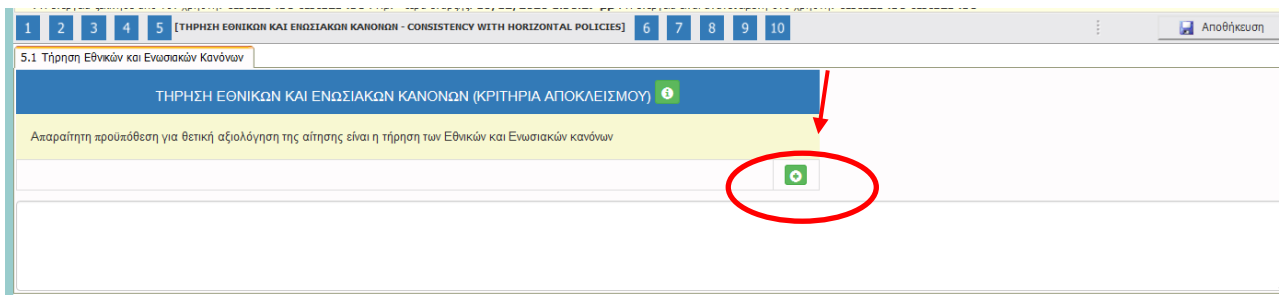 1 2 3 4 5 [ΤΗΡΗΣΗ ΕΘΝΙΚΩΝ ΚΑΙ ΕΝΩΣΙΑΚΩΝ ΚΑΝΟΝΩΝ - CONSISTENCY WITH HORIZONTAL POLICIES] 6 7 8 9 10 Αποθήκευση
5.1 Τήρηση Εθνικών και Ενωσιακών Κανόνων
ΤΗΡΗΣΗ ΕΘΝΙΚΩΝ ΚΑΙ ΕΝΩΣΙΑΚΩΝ ΚΑΝΟΝΩΝ (ΚΡΙΤΗΡΙΑ ΑΠΟΚΛΕΙΣΜΟΥ)
Απαραίτητη προϋπόθεση για θετική αξιολόγηση της αίτησης είναι η τήρηση των Εθνικών και Ενωσιακών κανόνων